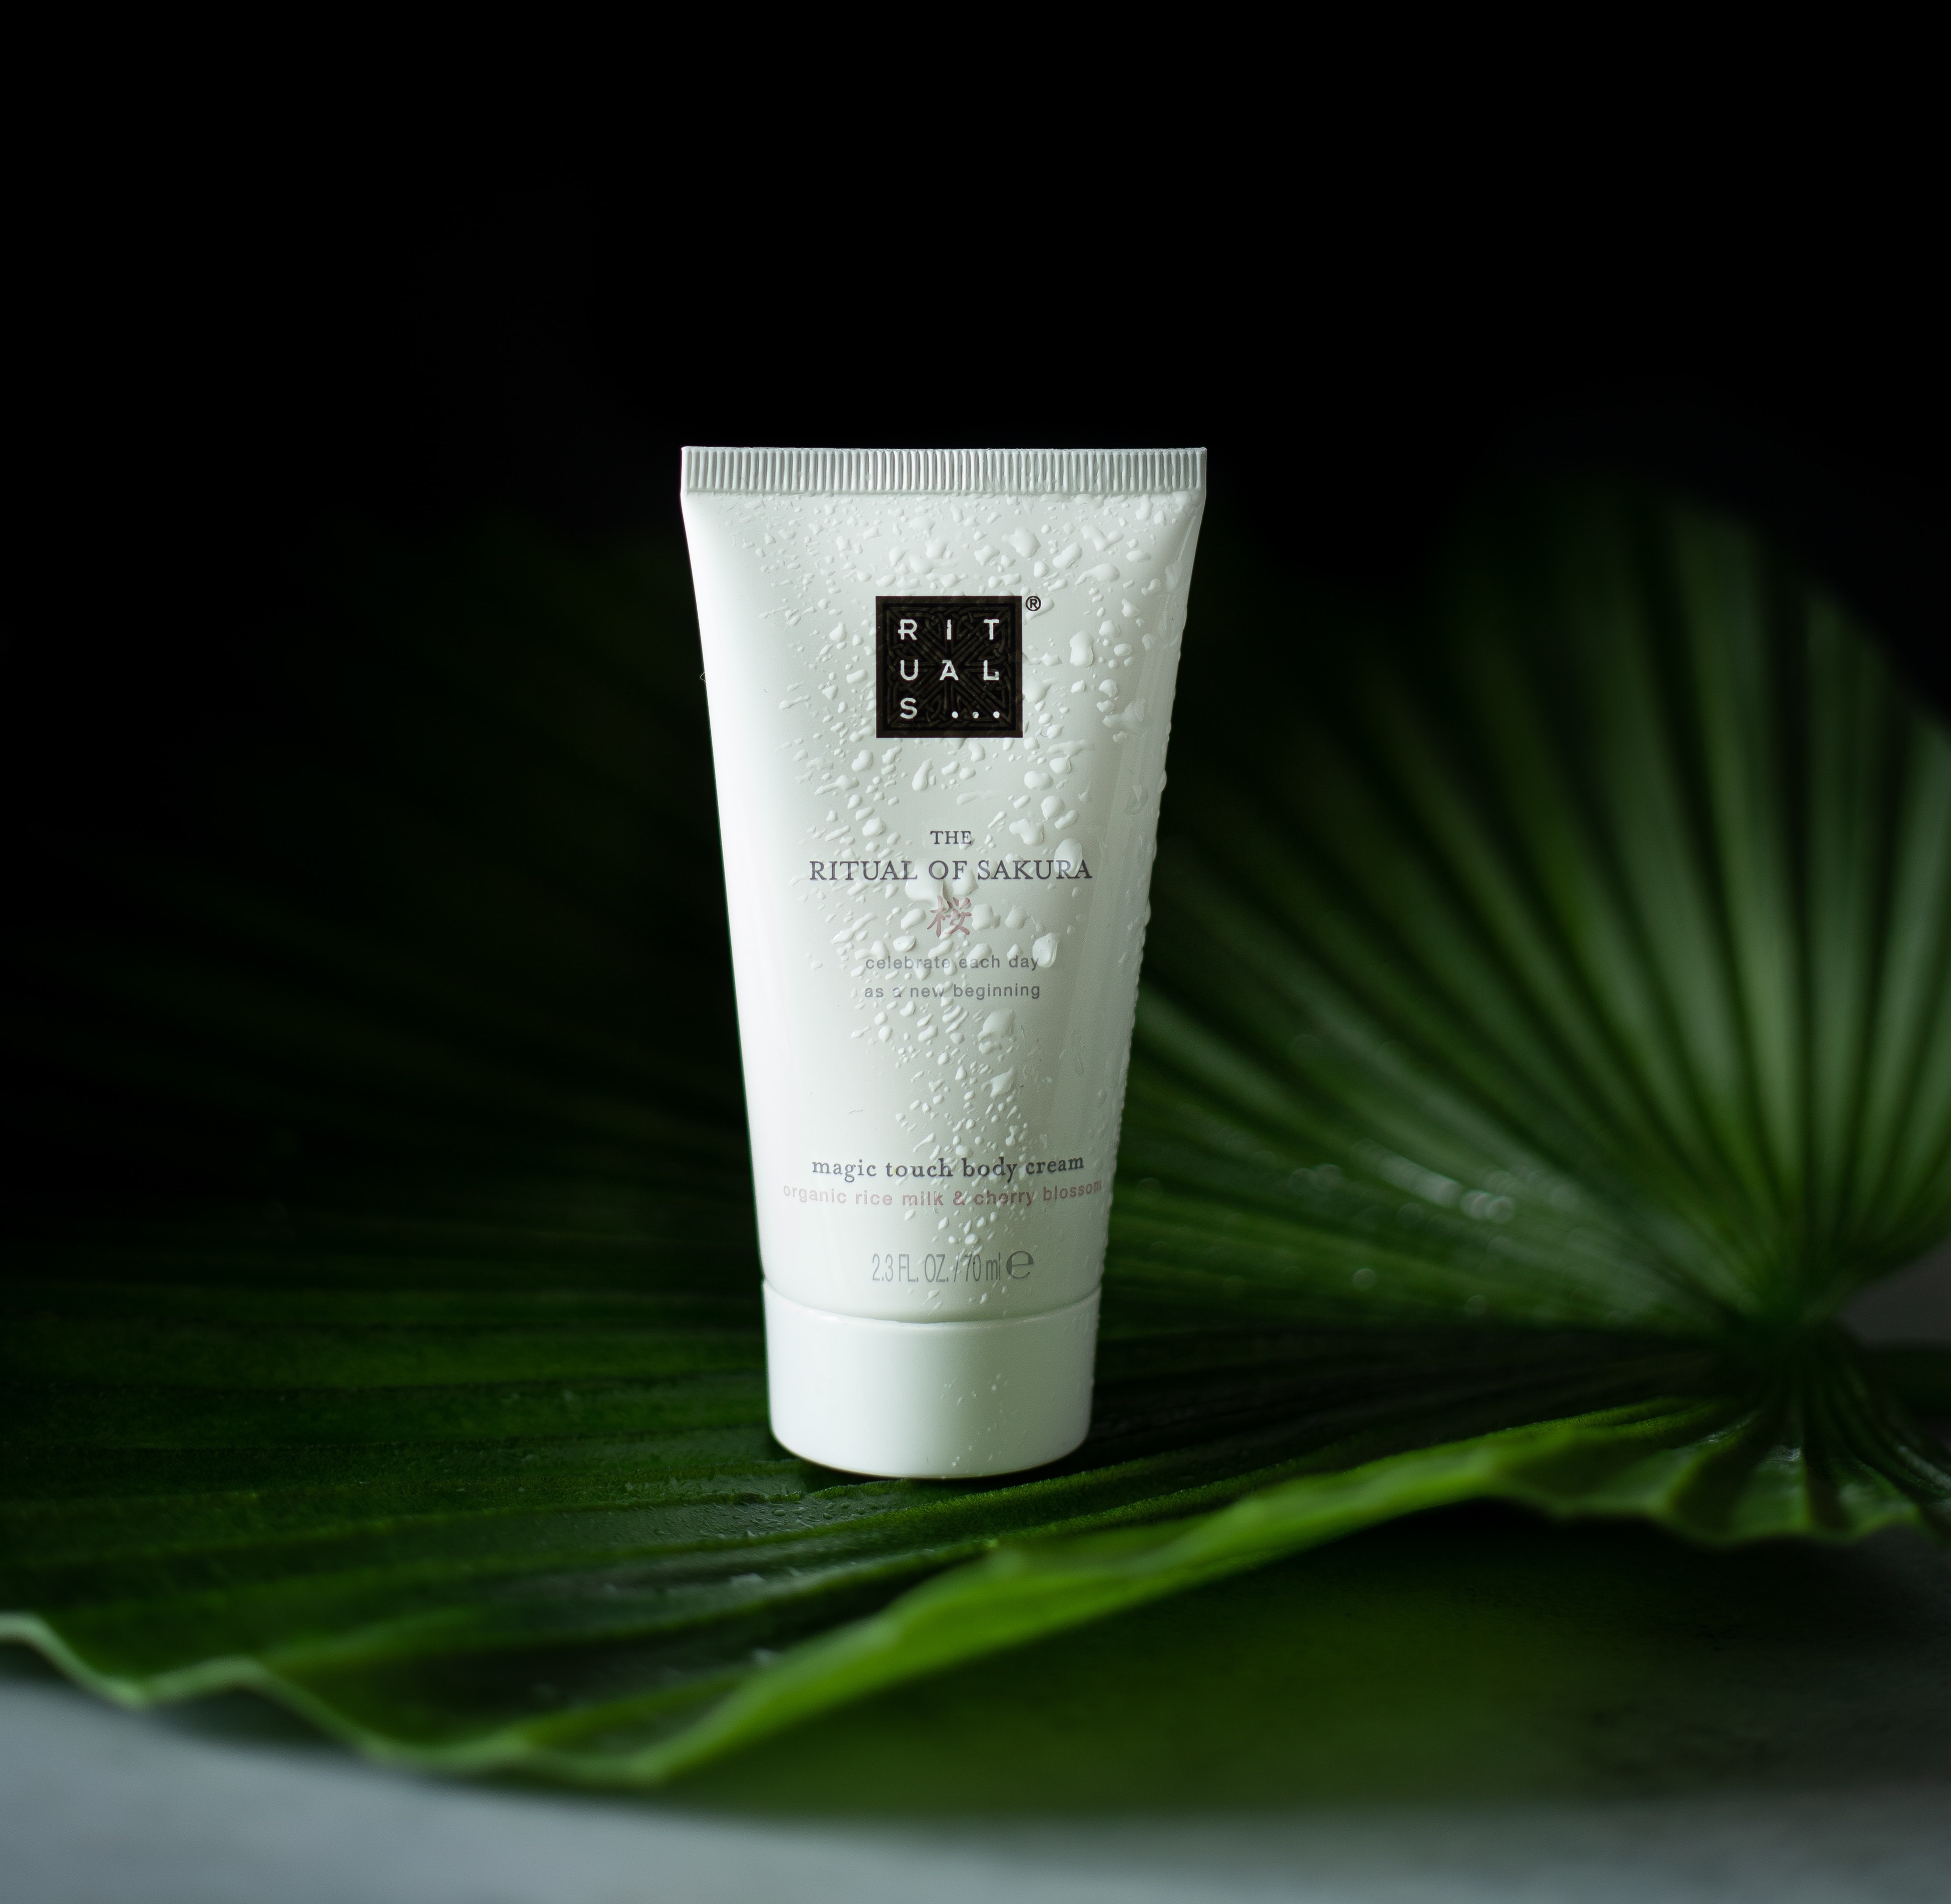 RIT
UAL
S...
®
THE
RITUAL OF SAKURA
桜
celebrate each day
as a new beginning
magic touch body cream
organic rice milk & cherry blossom
2.3 FL. OZ. / 70 ml ℮